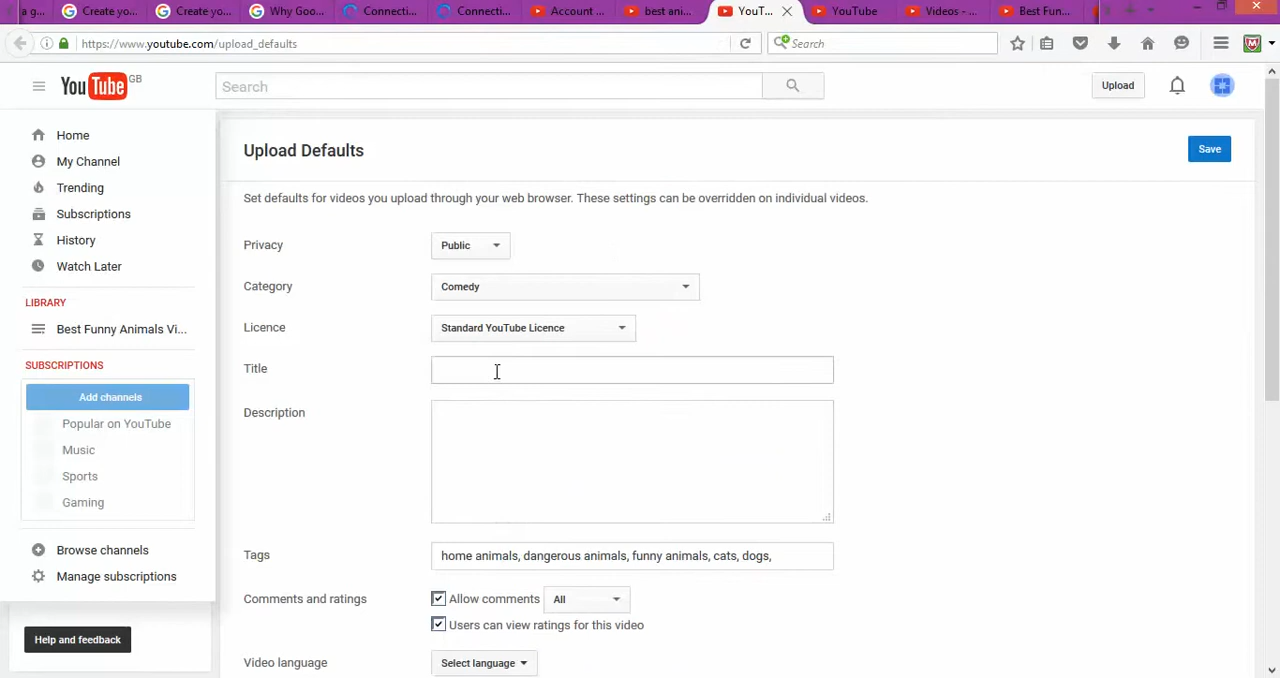 a g...
Create yo...
Create yo...
Why Goo...
Connecti...
Connecti...
Account ...
best ani...
YouT...
YouTube
Videos - ...
Best Fun...
https://www.youtube.com/upload_defaults
Search
YouTube GB
Search
Upload
Home
My Channel
Trending
Subscriptions
History
Watch Later
LIBRARY
Best Funny Animals Vi...
SUBSCRIPTIONS
Add channels
Popular on YouTube
Music
Sports
Gaming
Browse channels
Manage subscriptions
Help and feedback
Upload Defaults
Save
Set defaults for videos you upload through your web browser. These settings can be overridden on individual videos.
Privacy
Public
Category
Comedy
Licence
Standard YouTube Licence
Title
Description
Tags
home animals, dangerous animals, funny animals, cats, dogs,
Comments and ratings
Allow comments
All
Users can view ratings for this video
Video language
Select language